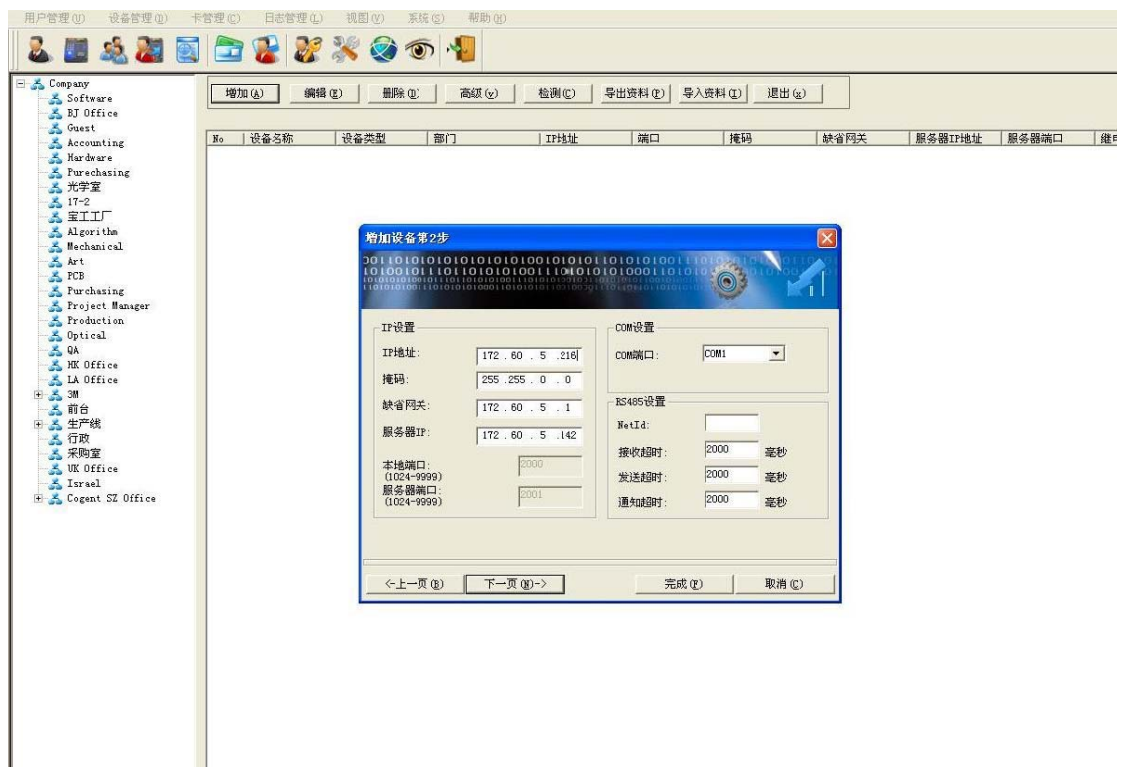 用户管理(U) 设备管理(D) 卡管理(C) 日志管理(L) 视图(V) 系统(S) 帮助(H)
增加(A) 编辑(E) 删除(D) 高级(V) 检测(C) 导出资料(P) 导入资料(I) 退出(X)
No 设备名称 设备类型 部门 IP地址 端口 掩码 缺省网关 服务器IP地址 服务器端口
Company
Software
BJ Office
Guest
Accounting
Hardware
Purechasing
光学室
17-2
宝工工厂
Algorithm
Mechanical
Art
PCB
Purchasing
Project Manager
Production
Optical
QA
HK Office
LA Office
3M
前台
生产线
行政
采购室
UK Office
Israel
Cogent SZ Office
增加设备第2步
IP设置
IP地址: 172 . 60 . 5 .216
掩码: 255 .255 . 0 . 0
缺省网关: 172 . 60 . 5 . 1
服务器IP: 172 . 60 . 5 .142
本地端口: 2000
(1024-9999)
服务器端口: 2001
(1024-9999)
COM设置
COM端口: COM1
RS485设置
NetId:
接收超时: 2000 毫秒
发送超时: 2000 毫秒
通知超时: 2000 毫秒
<-上一页(B) 下一页(N)-> 完成(F) 取消(C)